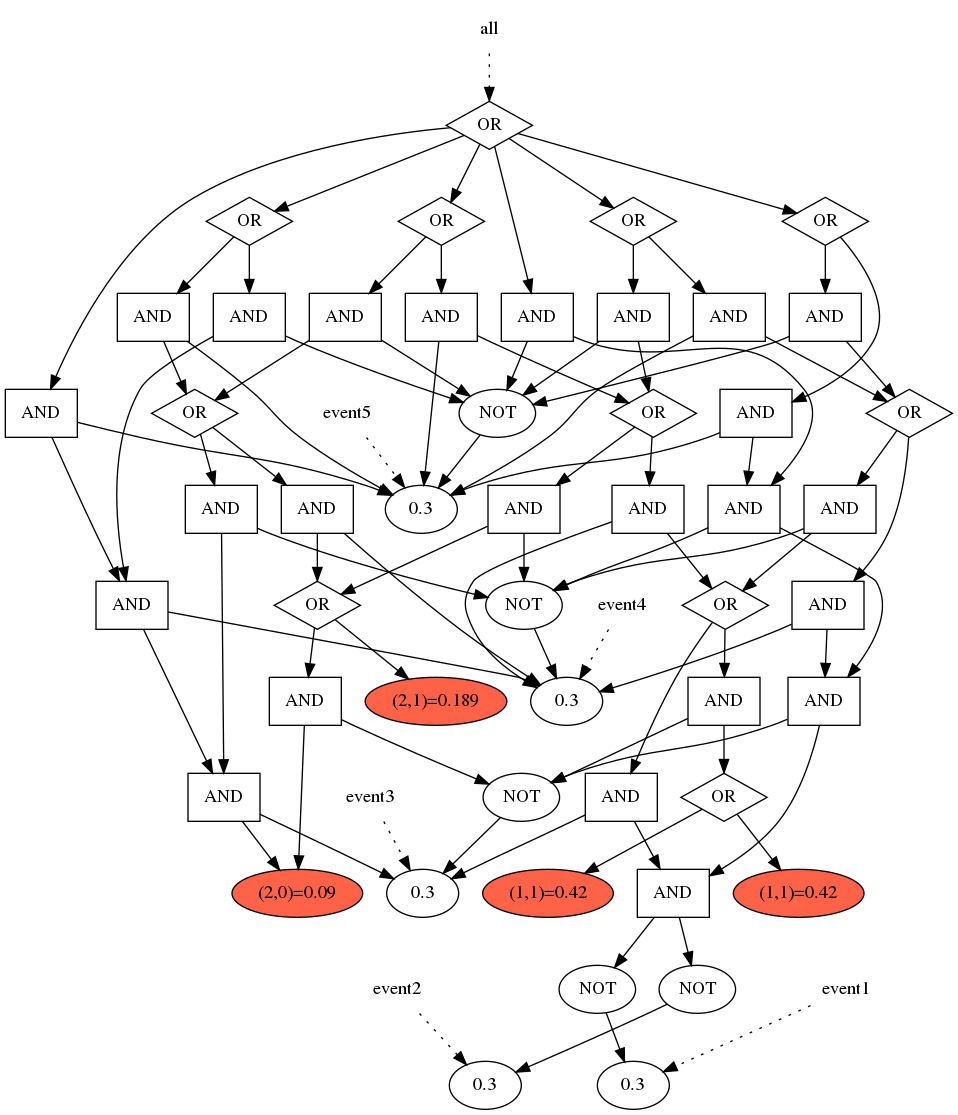 all
OR
OR
OR
OR
OR
AND
AND
AND
AND
AND
AND
AND
AND
AND
OR
event5
NOT
OR
AND
OR
AND
AND
0.3
AND
AND
AND
AND
AND
OR
NOT
event4
OR
AND
AND
(2,1)=0.189
0.3
AND
AND
AND
event3
NOT
AND
OR
(2,0)=0.09
0.3
(1,1)=0.42
AND
(1,1)=0.42
event2
NOT
NOT
event1
0.3
0.3